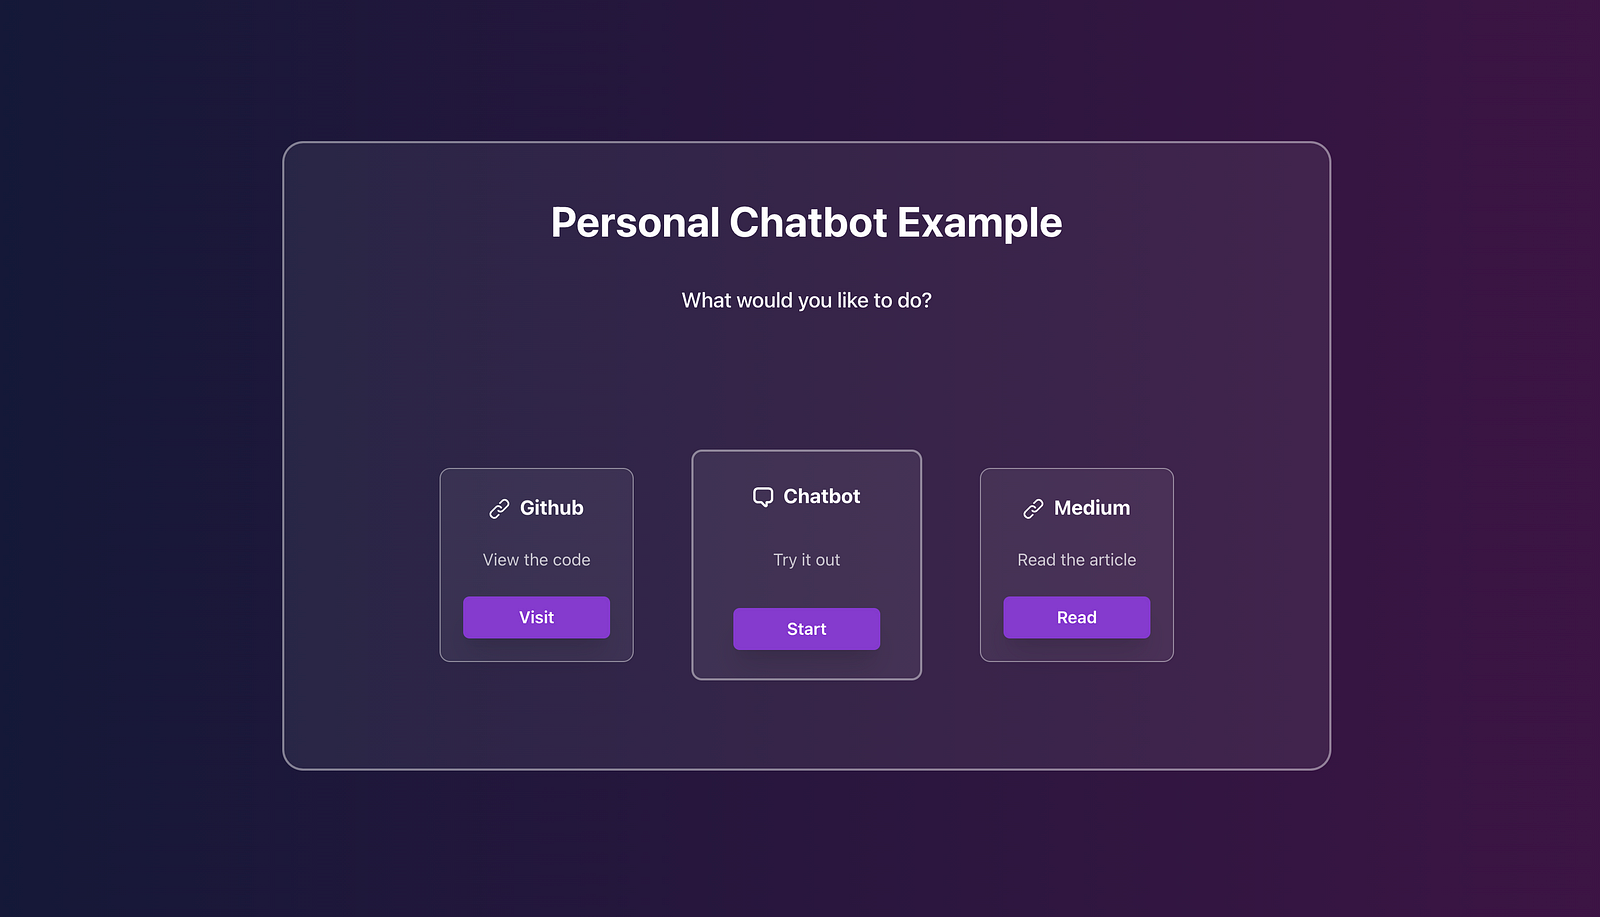 Personal Chatbot Example
What would you like to do?
Github
View the code
Visit
Chatbot
Try it out
Start
Medium
Read the article
Read